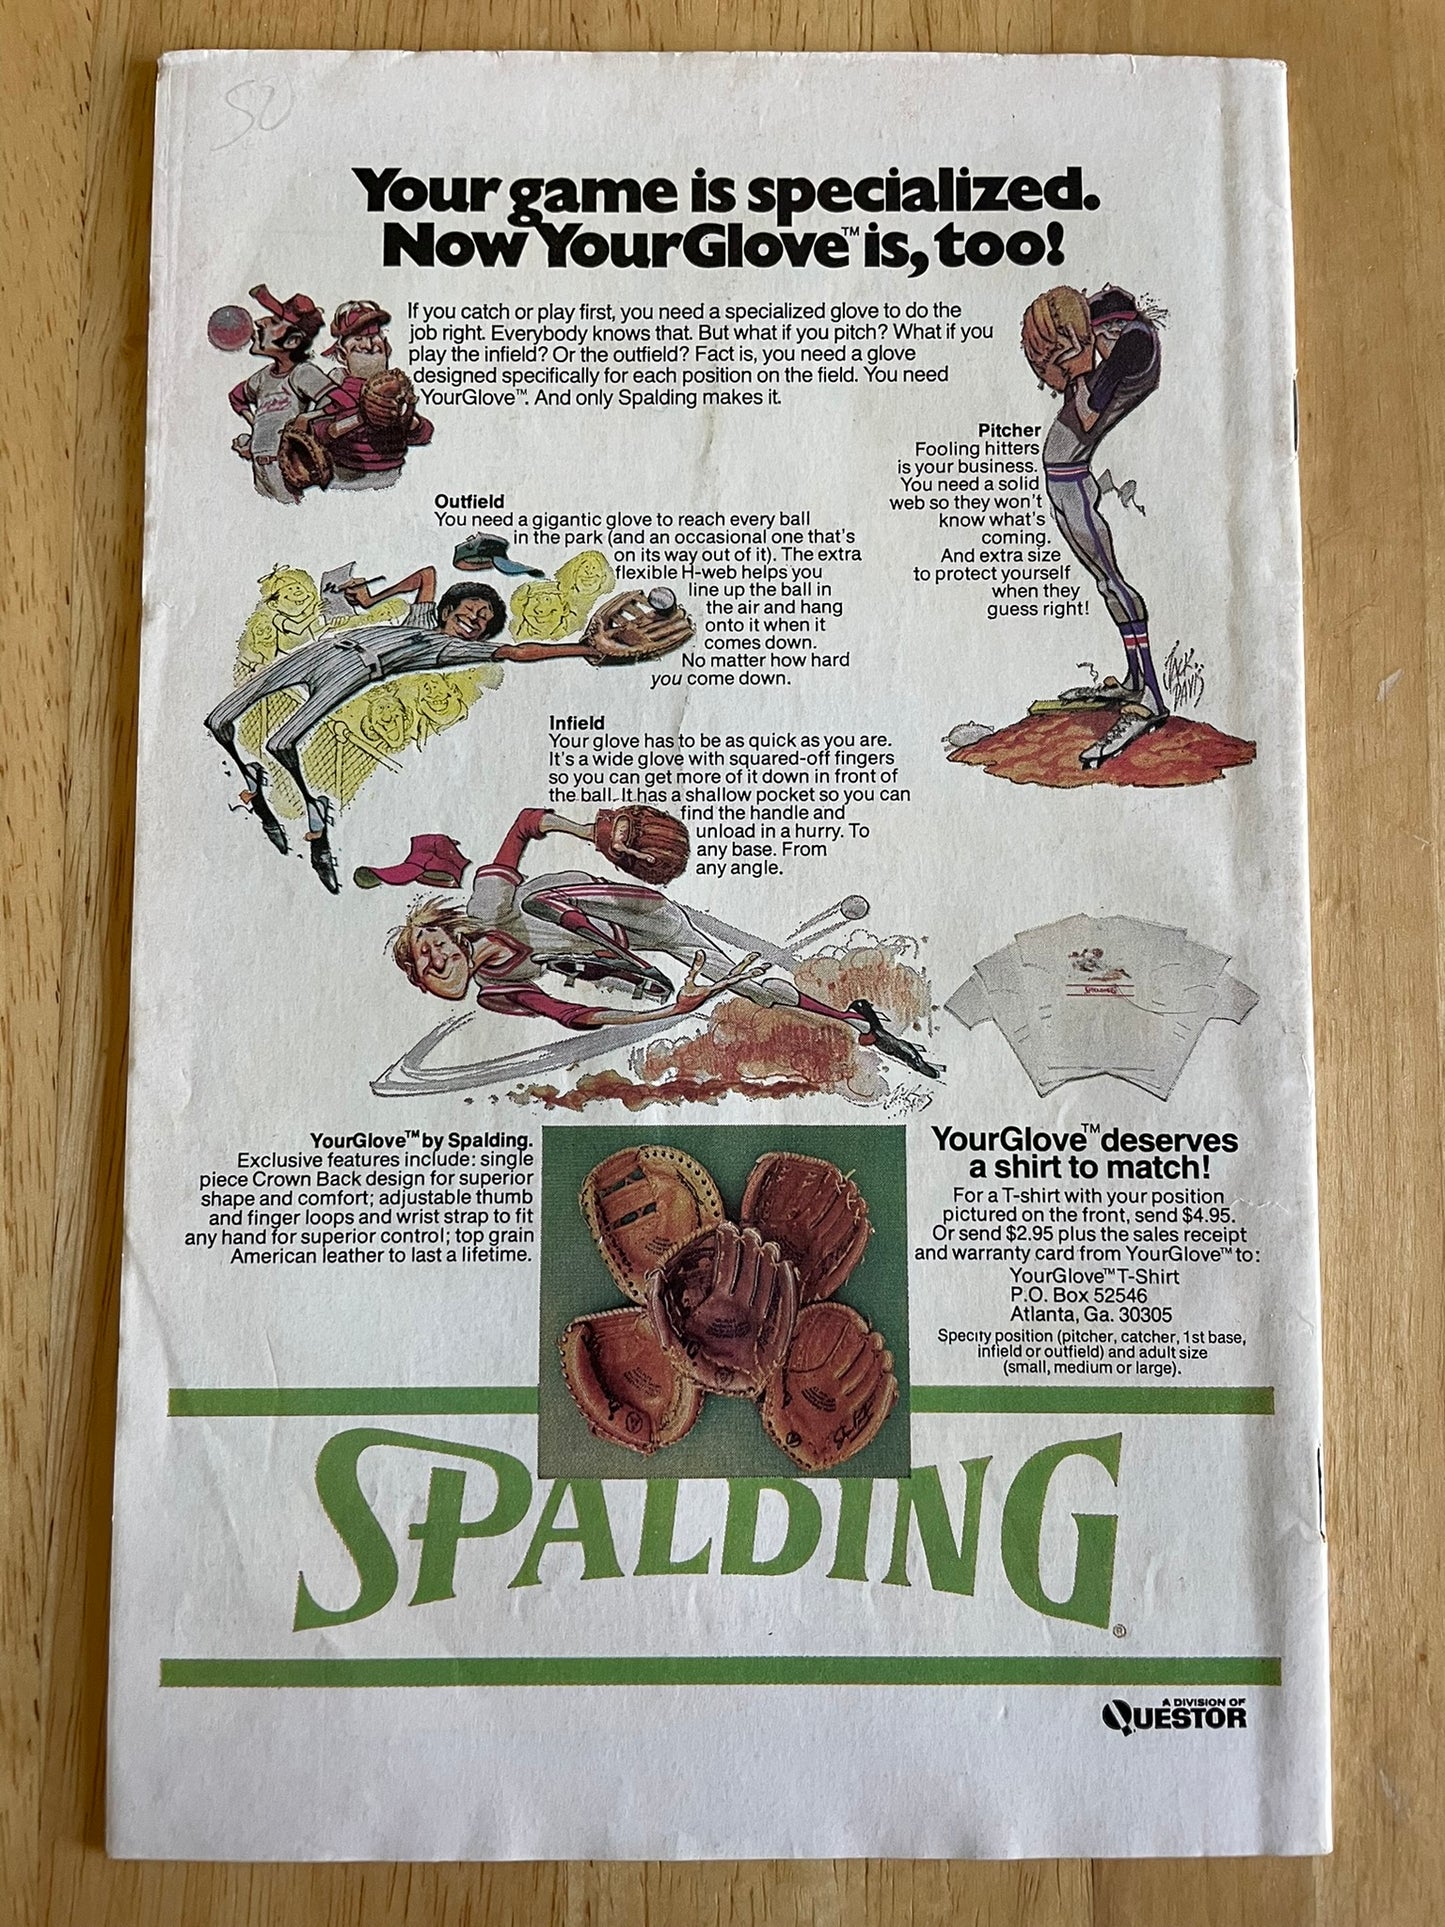 50
Your game is specialized.
Now YourGlove™ is, too!
If you catch or play first, you need a specialized glove to do the
job right. Everybody knows that. But what if you pitch? What if you
play the infield? Or the outfield? Fact is, you need a glove
designed specifically for each position on the field. You need
YourGlove™. And only Spalding makes it.
Pitcher
Fooling hitters
is your business.
You need a solid
web so they won't
know what's
coming.
And extra size
to protect yourself
when they
guess right!
JACK DAVIS
Outfield
You need a gigantic glove to reach every ball
in the park (and an occasional one that's
on its way out of it). The extra
flexible H-web helps you
line up the ball in
the air and hang
onto it when it
comes down.
No matter how hard
you come down.
Infield
Your glove has to be as quick as you are.
It's a wide glove with squared-off fingers
so you can get more of it down in front of
the ball. It has a shallow pocket so you can
find the handle and
unload in a hurry. To
any base. From
any angle.
SPALDING
YourGlove™ by Spalding.
Exclusive features include: single
piece Crown Back design for superior
shape and comfort; adjustable thumb
and finger loops and wrist strap to fit
any hand for superior control; top grain
American leather to last a lifetime.
YourGlove™ deserves
a shirt to match!
For a T-shirt with your position
pictured on the front, send $4.95.
Or send $2.95 plus the sales receipt
and warranty card from YourGlove™ to:
YourGlove™ T-Shirt
P.O. Box 52546
Atlanta, Ga. 30305
Specity position (pitcher, catcher, 1st base,
infield or outfield) and adult size
(small, medium or large).
SPALDING®
A DIVISION OF
QUESTOR